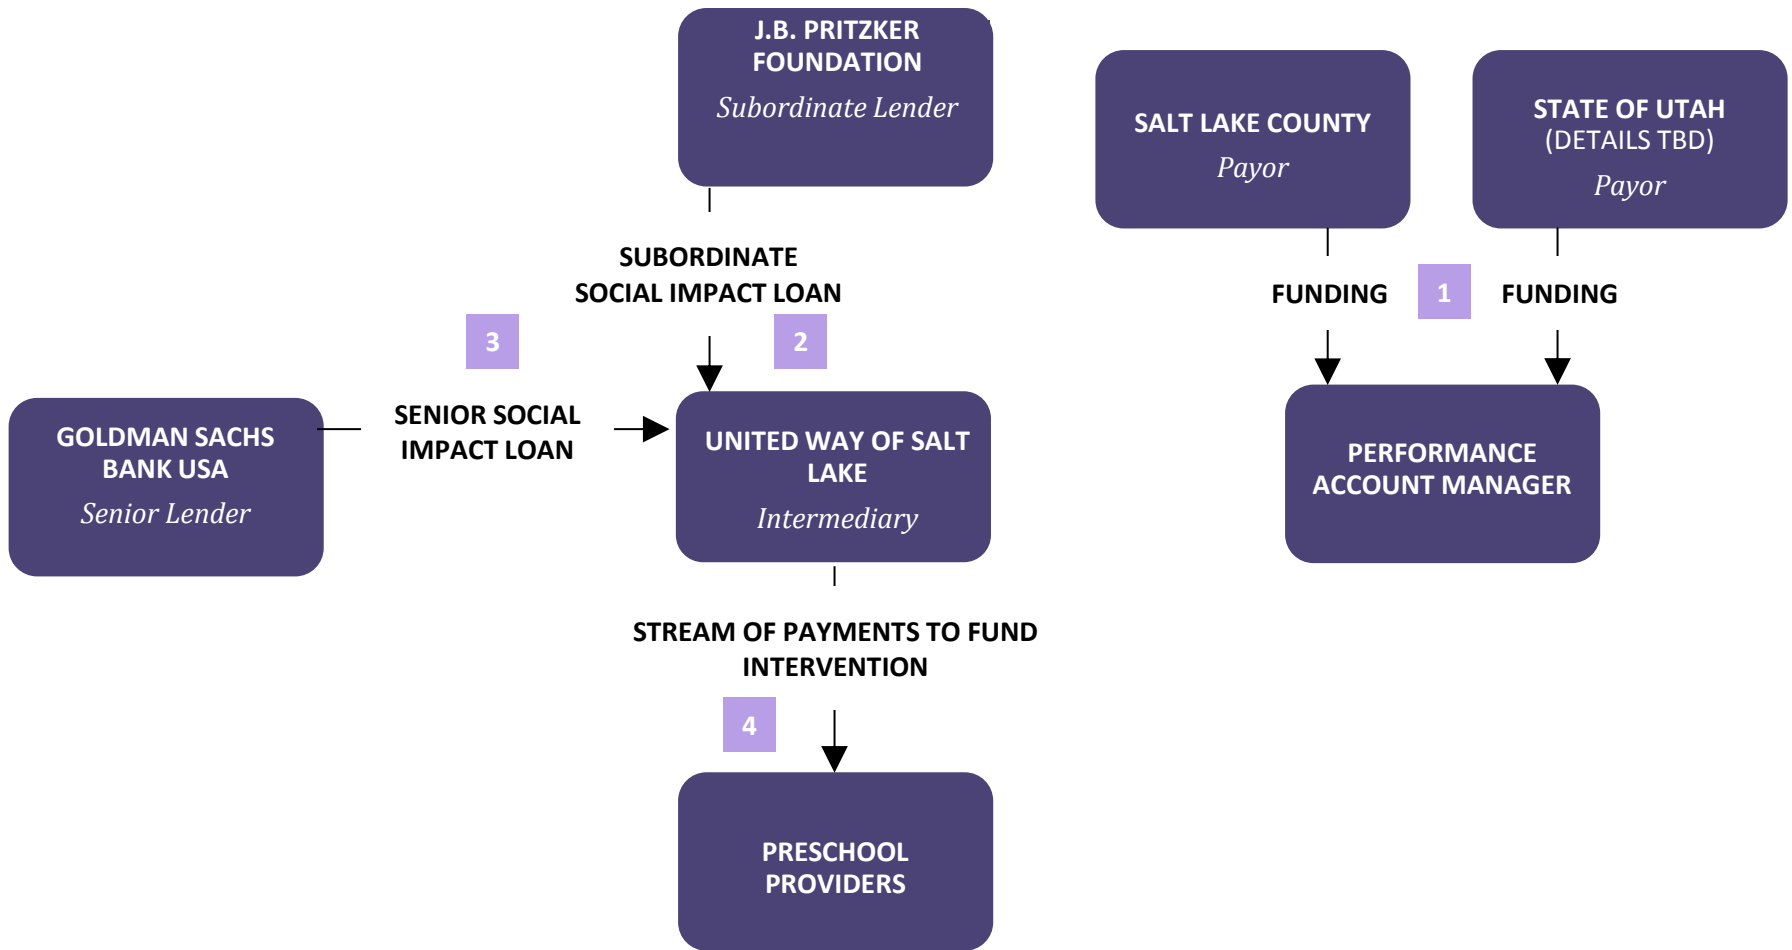 J.B. PRITZKER
FOUNDATION
Subordinate Lender
SALT LAKE COUNTY
Payor
STATE OF UTAH
(DETAILS TBD)
Payor
SUBORDINATE
SOCIAL IMPACT LOAN
FUNDING
1
FUNDING
3
2
GOLDMAN SACHS
BANK USA
Senior Lender
SENIOR SOCIAL
IMPACT LOAN
UNITED WAY OF SALT
LAKE
Intermediary
PERFORMANCE
ACCOUNT MANAGER
STREAM OF PAYMENTS TO FUND
INTERVENTION
4
PRESCHOOL
PROVIDERS